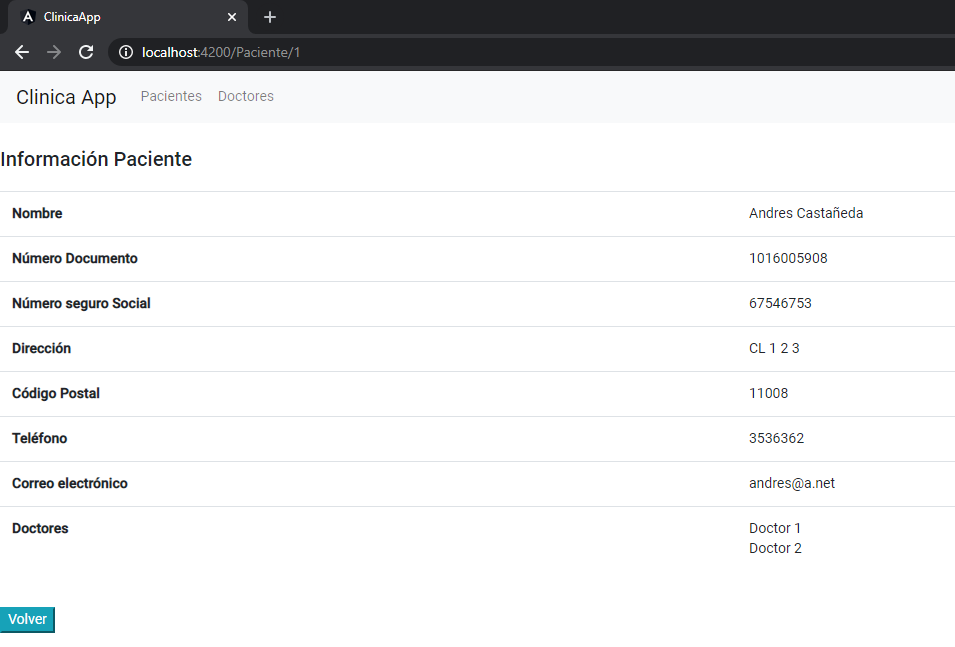 ClinicaApp
localhost:4200/Paciente/1
Clinica App Pacientes Doctores
Información Paciente
Nombre Andres Castañeda
Número Documento 1016005908
Número seguro Social 67546753
Dirección CL 1 2 3
Código Postal 11008
Teléfono 3536362
Correo electrónico andres@a.net
Doctores Doctor 1
Doctor 2
Volver